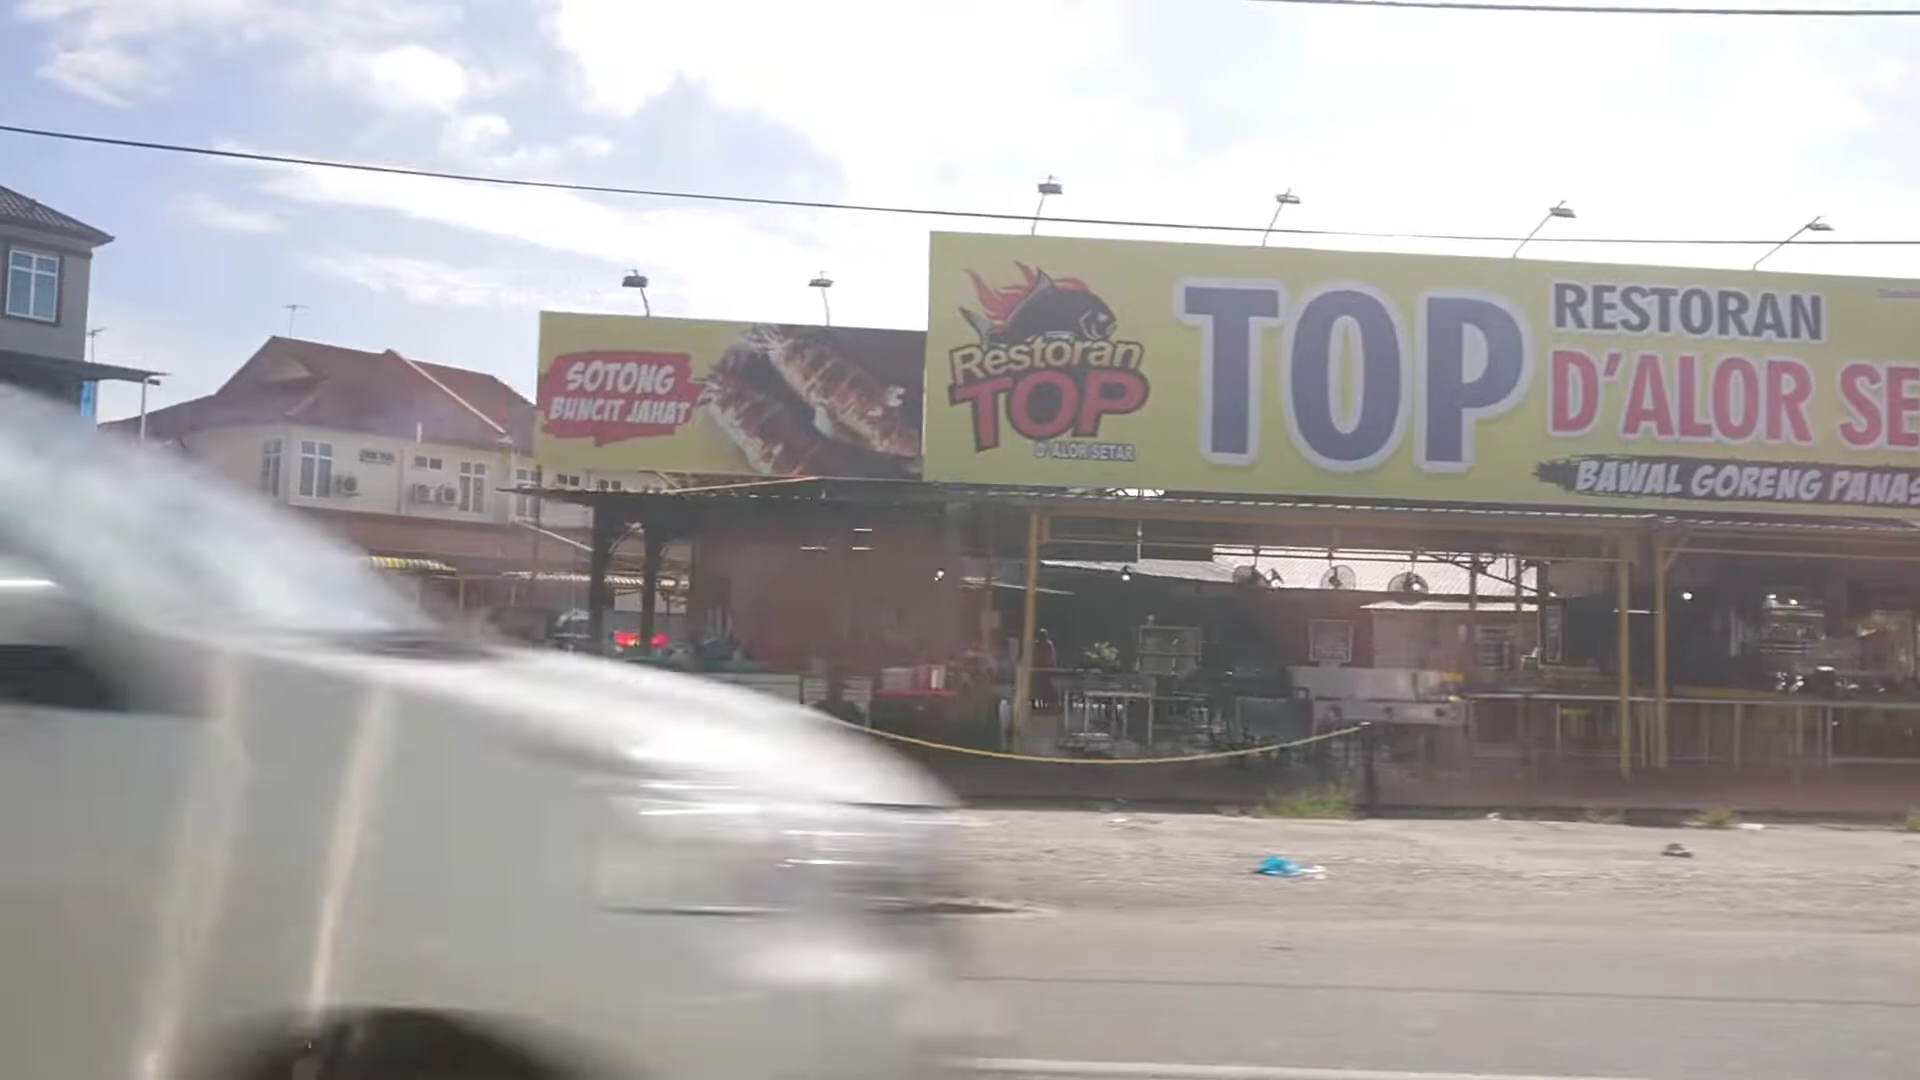 SOTONG
BUNCIT JAHAT
Restoran
TOP
D'ALOR SETAR
TOP
RESTORAN
D'ALOR SE
BAWAL GORENG PANAS